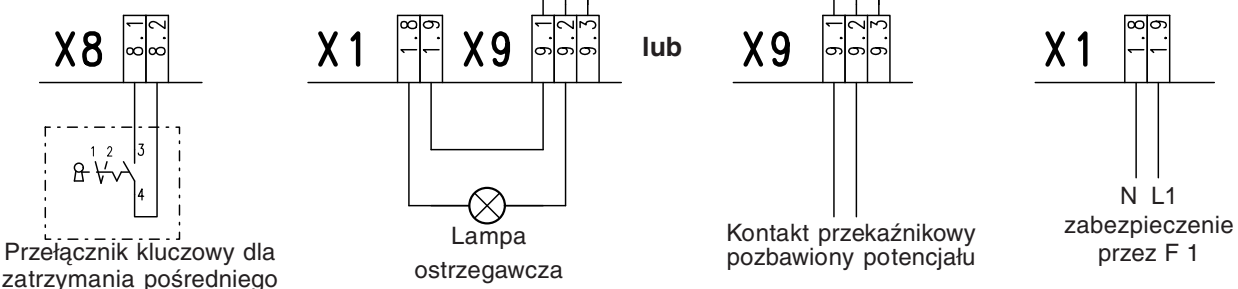 X8 8.1 8.2
X1 1.8 1.9 X9 9.1 9.2 9.3
lub
X9 9.1 9.2 9.3
X1 1.8 1.9
1 2 3
4
Przełącznik kluczowy dla
zatrzymania pośredniego
Lampa
ostrzegawcza
Kontakt przekaźnikowy
pozbawiony potencjału
N L1
zabezpieczenie
przez F 1